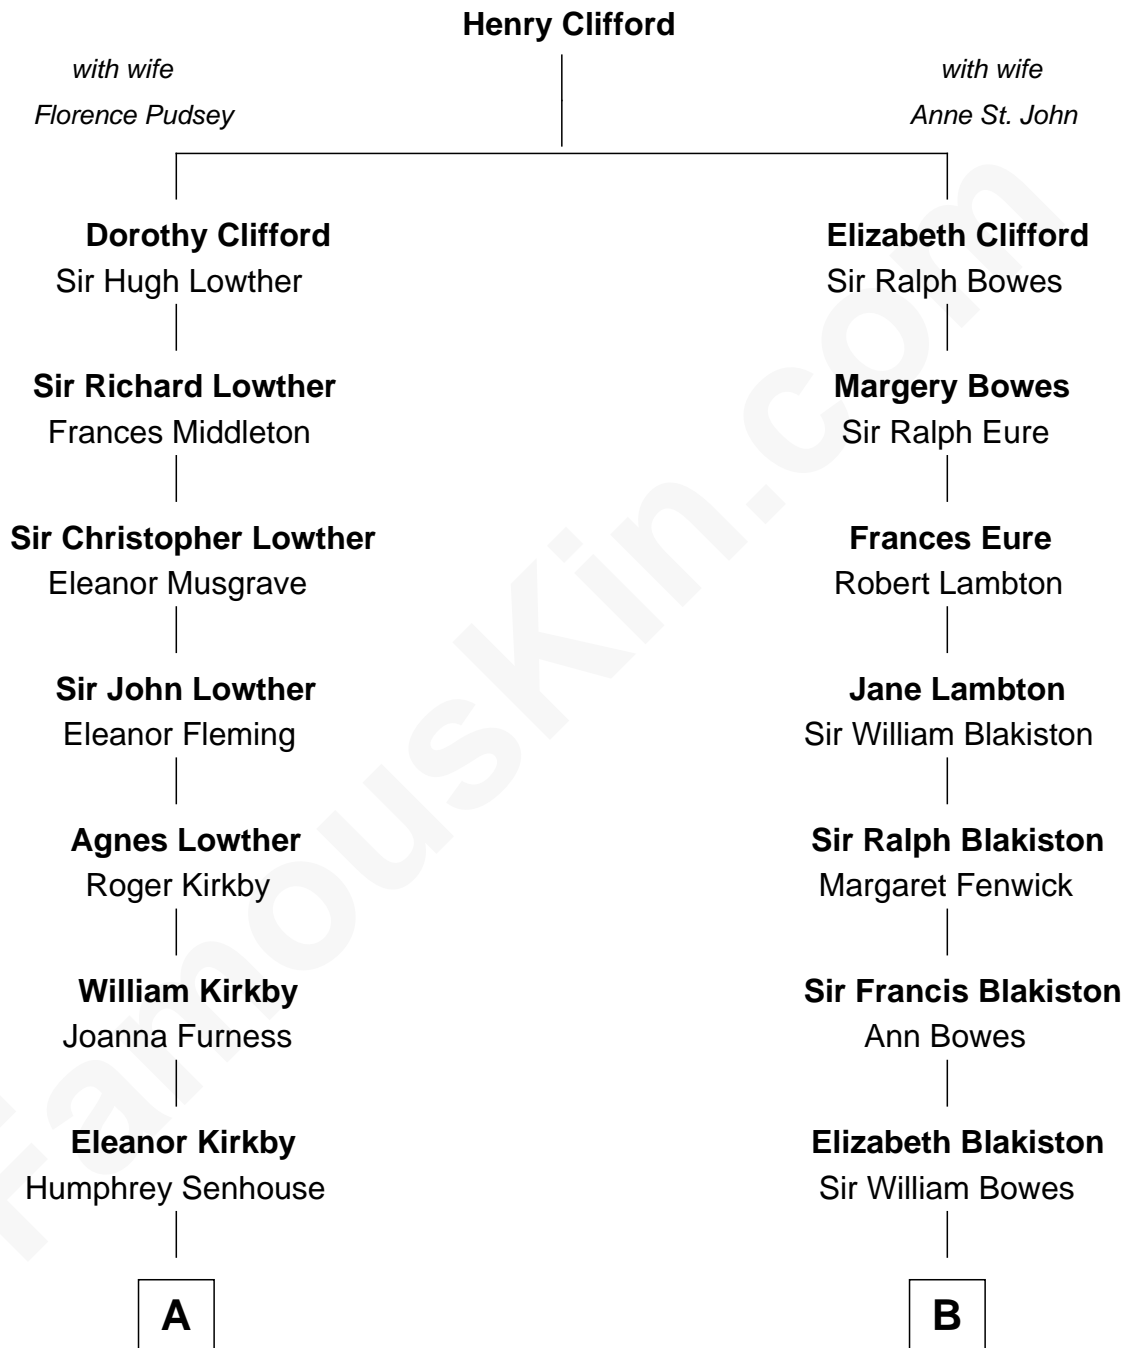 Henry Clifford
with wife
Florence Pudsey
with wife
Anne St. John
Dorothy Clifford
Sir Hugh Lowther
Elizabeth Clifford
Sir Ralph Bowes
Sir Richard Lowther
Frances Middleton
Margery Bowes
Sir Ralph Eure
Sir Christopher Lowther
Eleanor Musgrave
Frances Eure
Robert Lambton
Sir John Lowther
Eleanor Fleming
Jane Lambton
Sir William Blakiston
Agnes Lowther
Roger Kirkby
Sir Ralph Blakiston
Margaret Fenwick
William Kirkby
Joanna Furness
Sir Francis Blakiston
Ann Bowes
Eleanor Kirkby
Humphrey Senhouse
Elizabeth Blakiston
Sir William Bowes
A
B
FamousKin.com